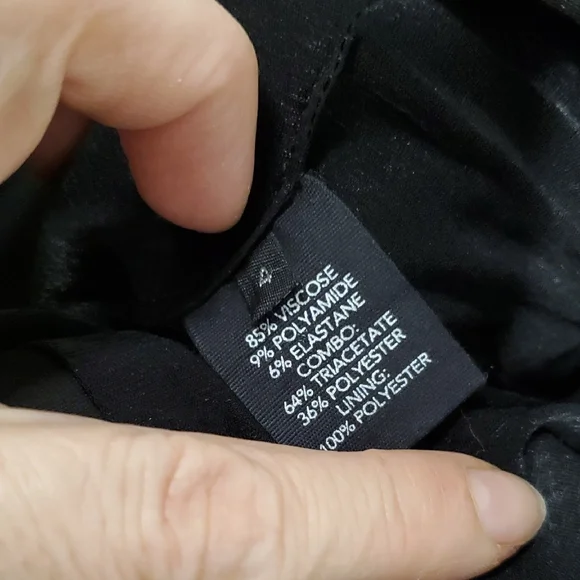 4
85% VISCOSE
9% POLYAMIDE
6% ELASTANE
COMBO:
64% TRIACETATE
36% POLYESTER
LINING:
100% POLYESTER